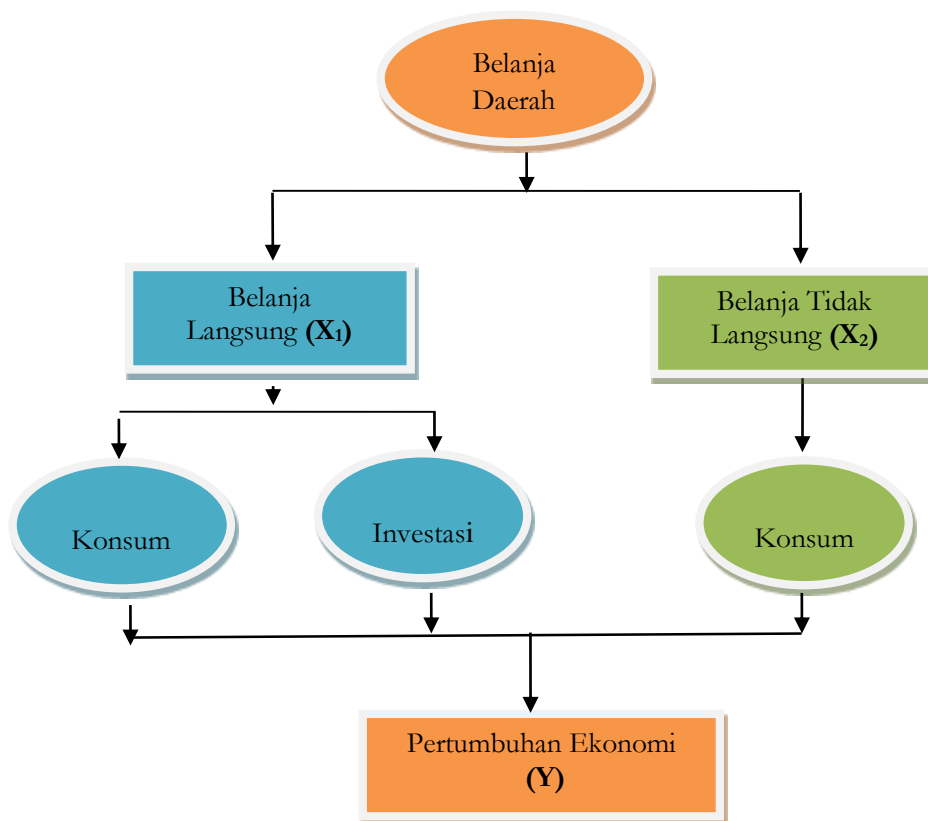 Belanja
Daerah
Belanja
Langsung (X₁)
Belanja Tidak
Langsung (X₂)
Konsum
Investasi
Konsum
Pertumbuhan Ekonomi
(Y)